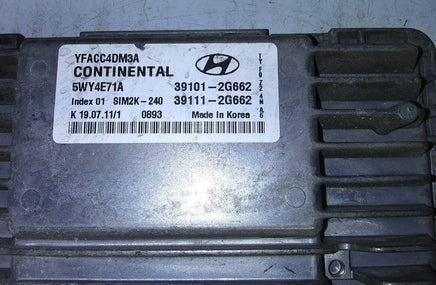 YFACC4DM3A
CONTINENTAL
5WY4E71A 39101-2G662
Index 01 SIM2K-240 39111-2G662
K 19.07.11/1 0893 Made in Korea